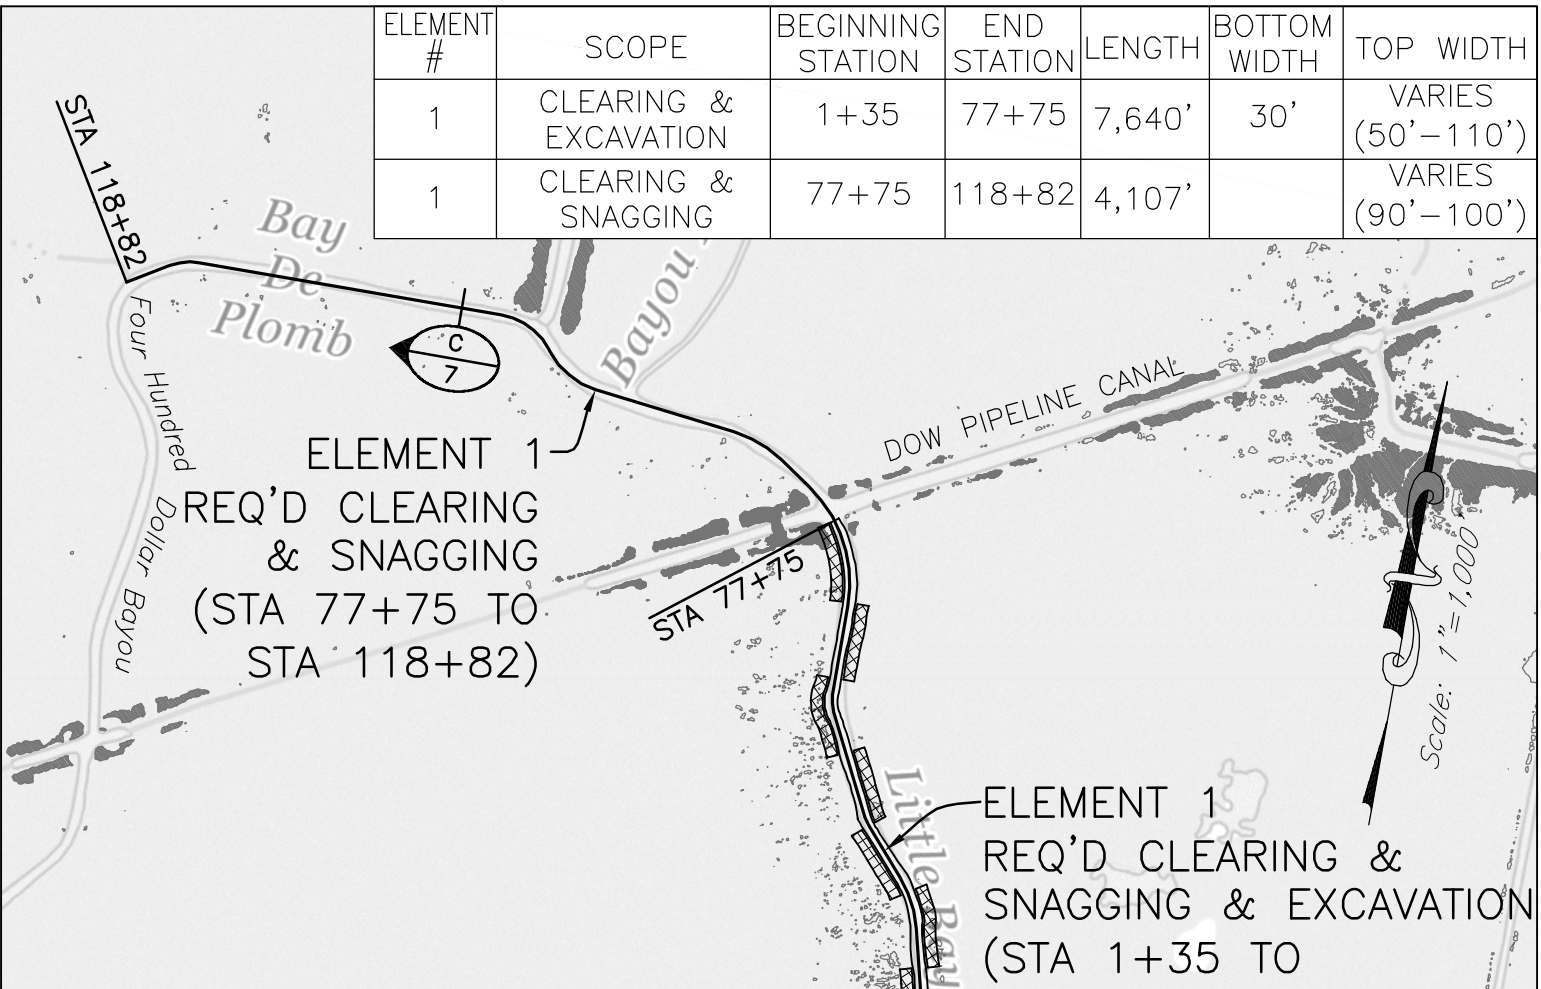 ELEMENT #
SCOPE
BEGINNING STATION
END STATION
LENGTH
BOTTOM WIDTH
TOP WIDTH
1
CLEARING & EXCAVATION
1+35
77+75
7,640'
30'
VARIES (50'-110')
1
CLEARING & SNAGGING
77+75
118+82
4,107'
VARIES (90'-100')
STA 118+82
Bay
De
Plomb
Bayou
C
7
Four Hundred Dollar Bayou
DOW PIPELINE CANAL
ELEMENT 1
REQ'D CLEARING
& SNAGGING
(STA 77+75 TO
STA 118+82)
STA 77+75
Scale: 1"=1,000'
Little Bay
ELEMENT 1
REQ'D CLEARING &
SNAGGING & EXCAVATION
(STA 1+35 TO